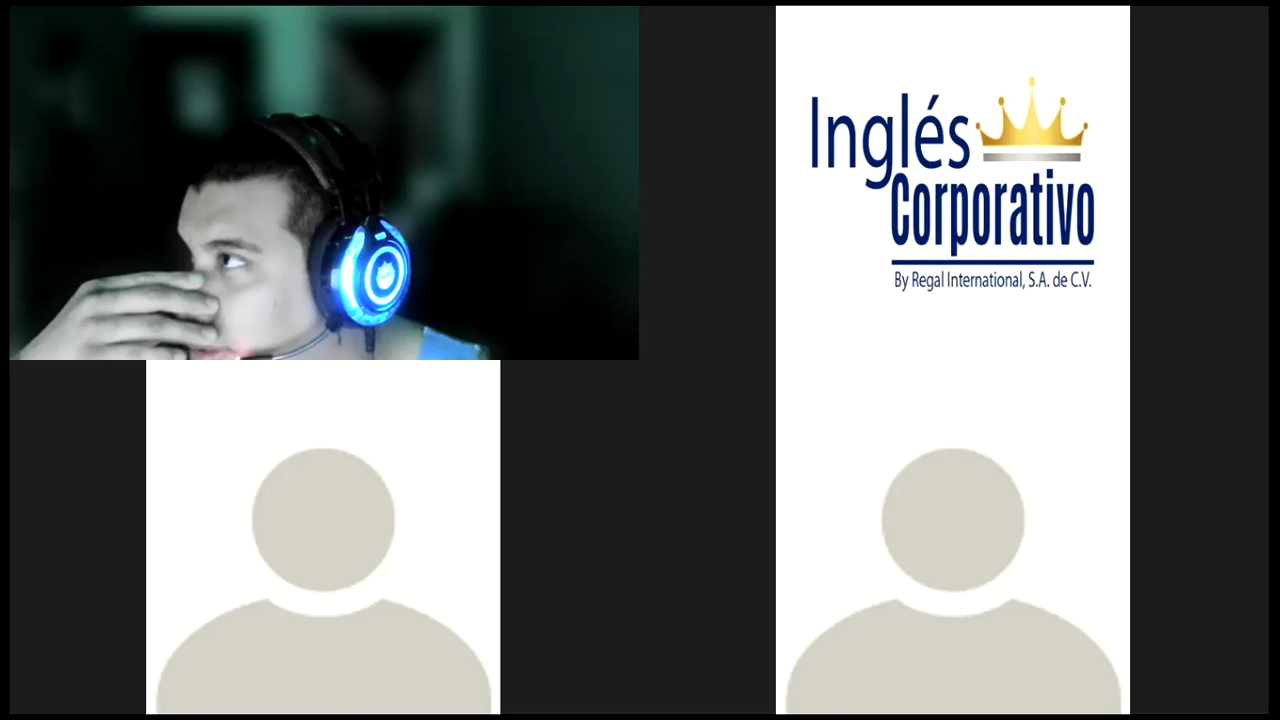 Inglés
Corporativo
By Regal International, S.A. de C.V.